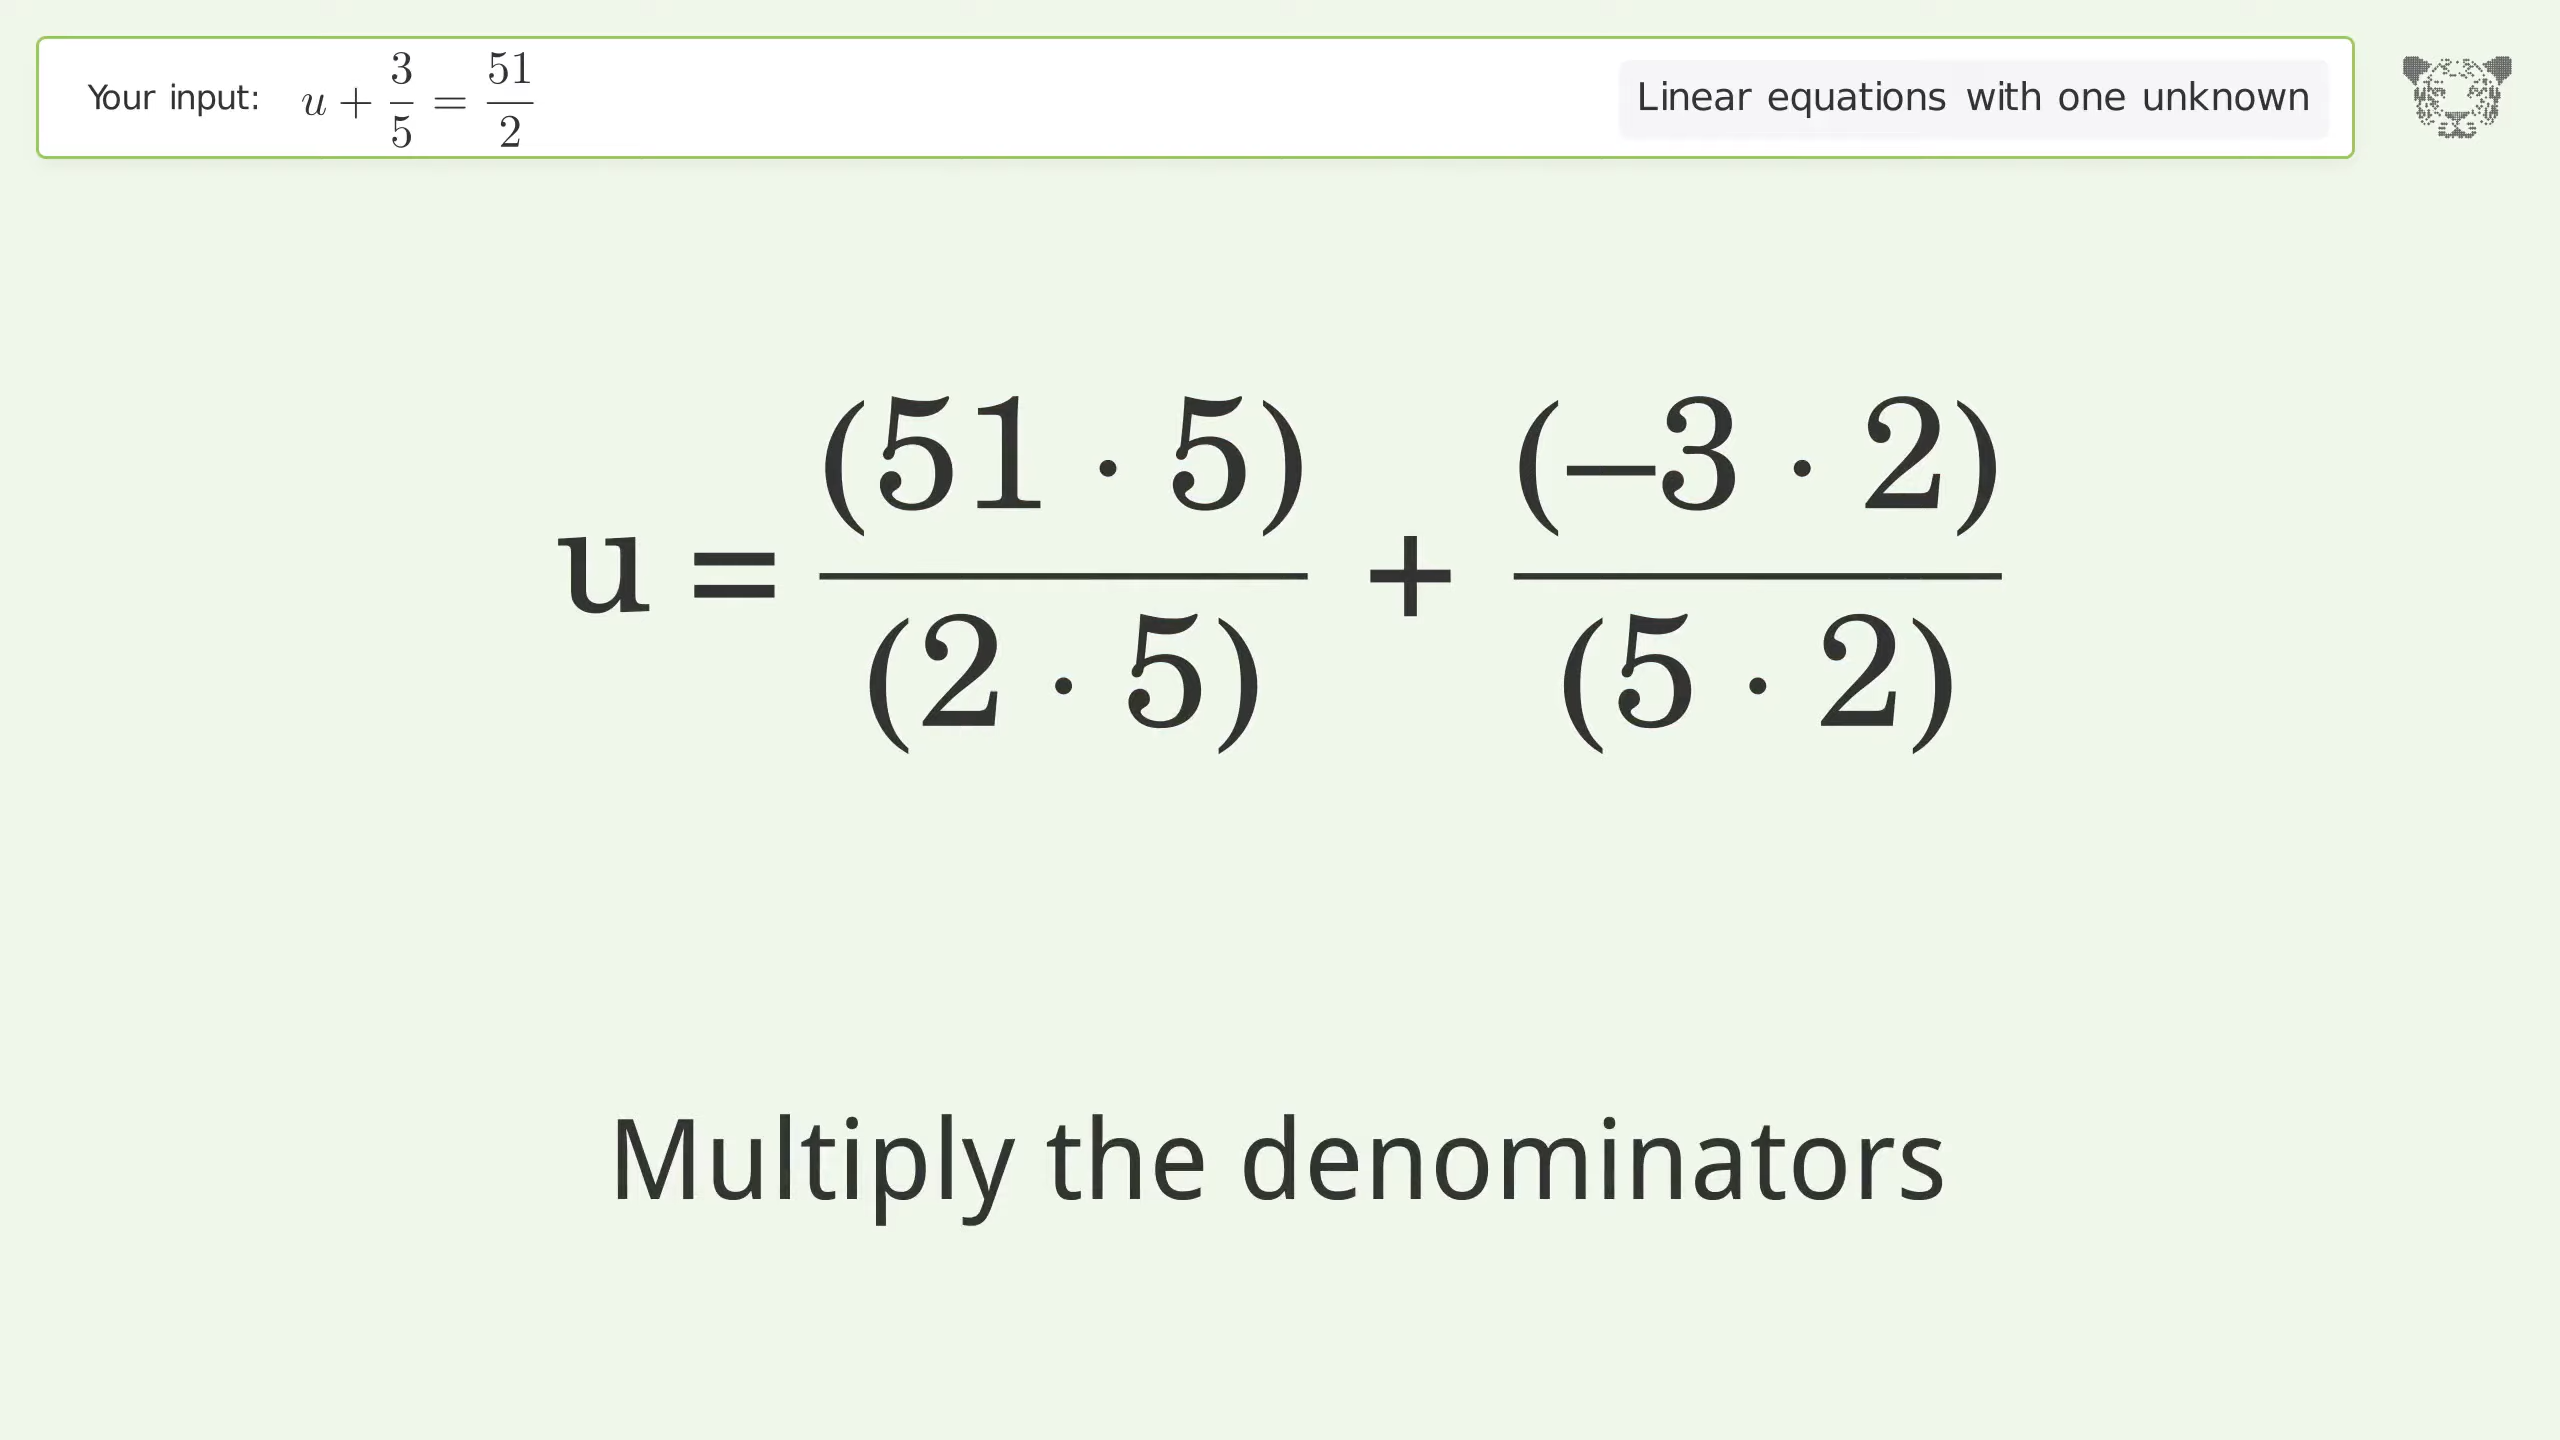 Your input: u + 3/5 = 51/2
Linear equations with one unknown
u = (51 · 5)/(2 · 5) + (–3 · 2)/(5 · 2)
Multiply the denominators